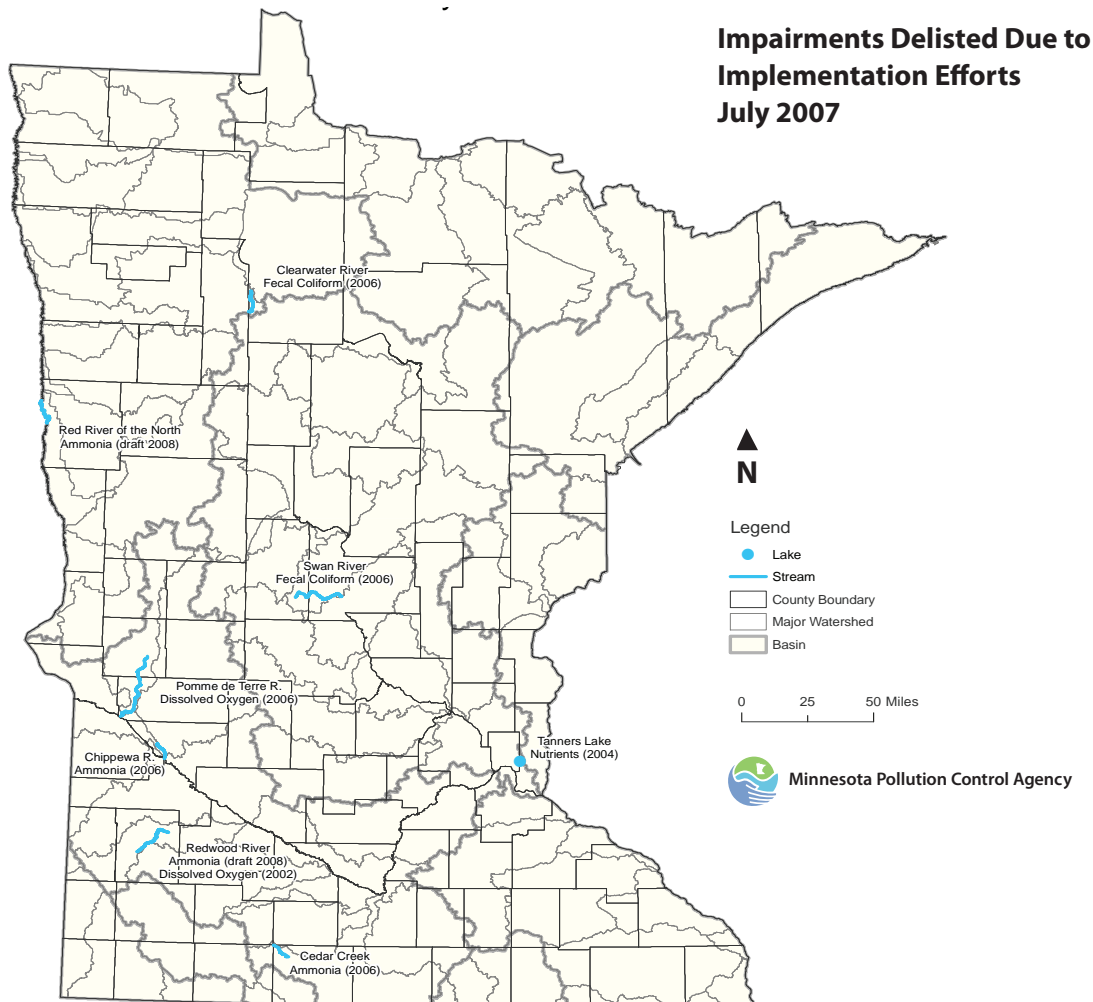 Impairments Delisted Due to
Implementation Efforts
July 2007
Clearwater River
Fecal Coliform (2006)
Red River of the North
Ammonia (draft 2008)
N
Legend
Lake
Stream
County Boundary
Major Watershed
Basin
Swan River
Fecal Coliform (2006)
Pomme de Terre R.
Dissolved Oxygen (2006)
0 25 50 Miles
Tanners Lake
Nutrients (2004)
Chippewa R.
Ammonia (2006)
Minnesota Pollution Control Agency
Redwood River
Ammonia (draft 2008)
Dissolved Oxygen (2002)
Cedar Creek
Ammonia (2006)